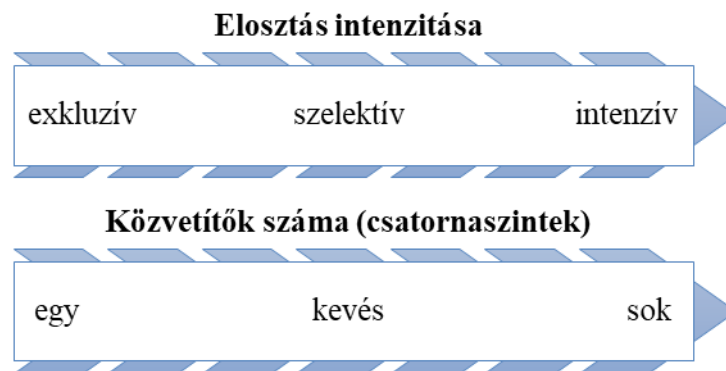 Elosztás intenzitása
exkluzív szelektív intenzív
Közvetítők száma (csatornaszintek)
egy kevés sok